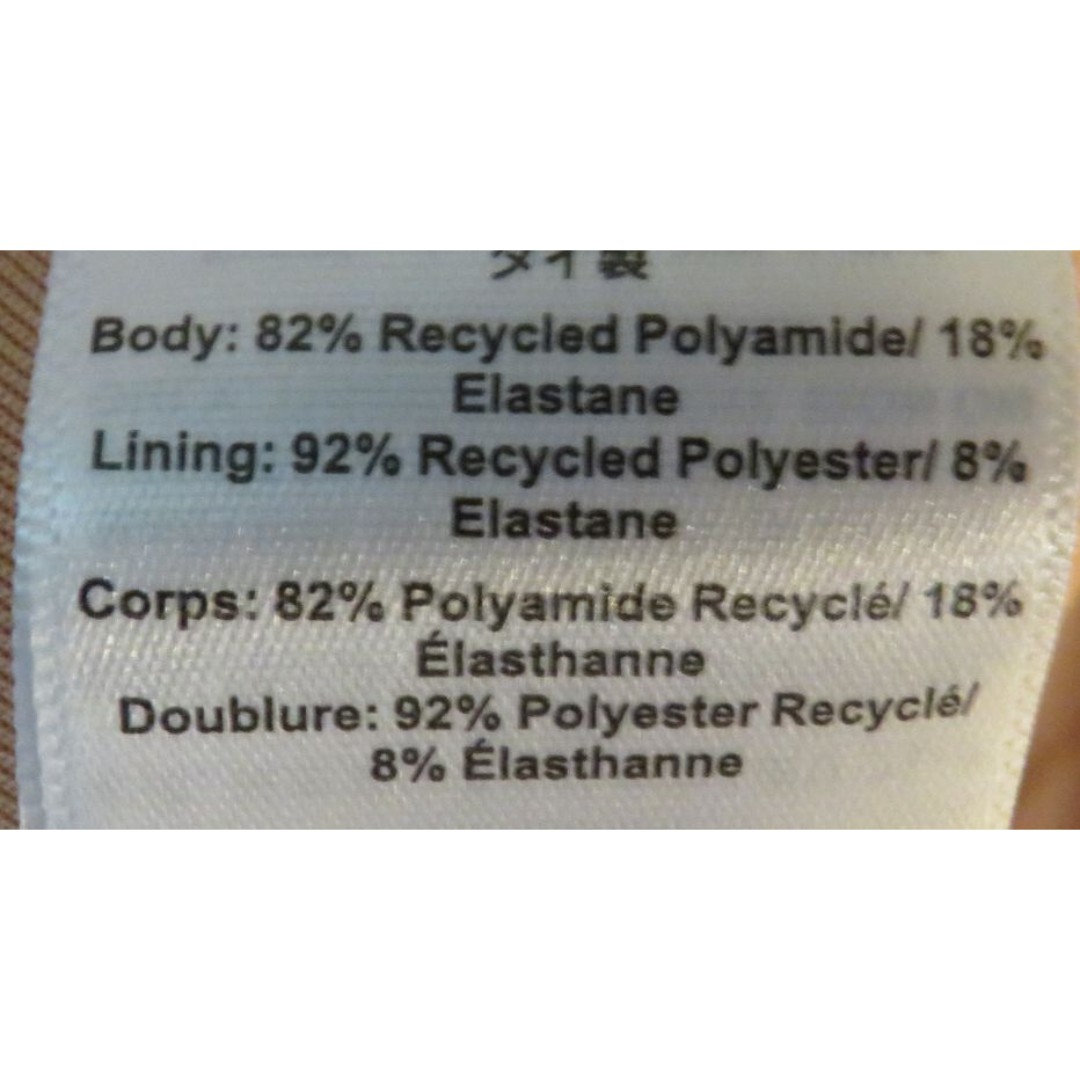 タイ製
Body: 82% Recycled Polyamide/ 18%
Elastane
Lining: 92% Recycled Polyester/ 8%
Elastane
Corps: 82% Polyamide Recyclé/ 18%
Élasthanne
Doublure: 92% Polyester Recyclé/
8% Élasthanne